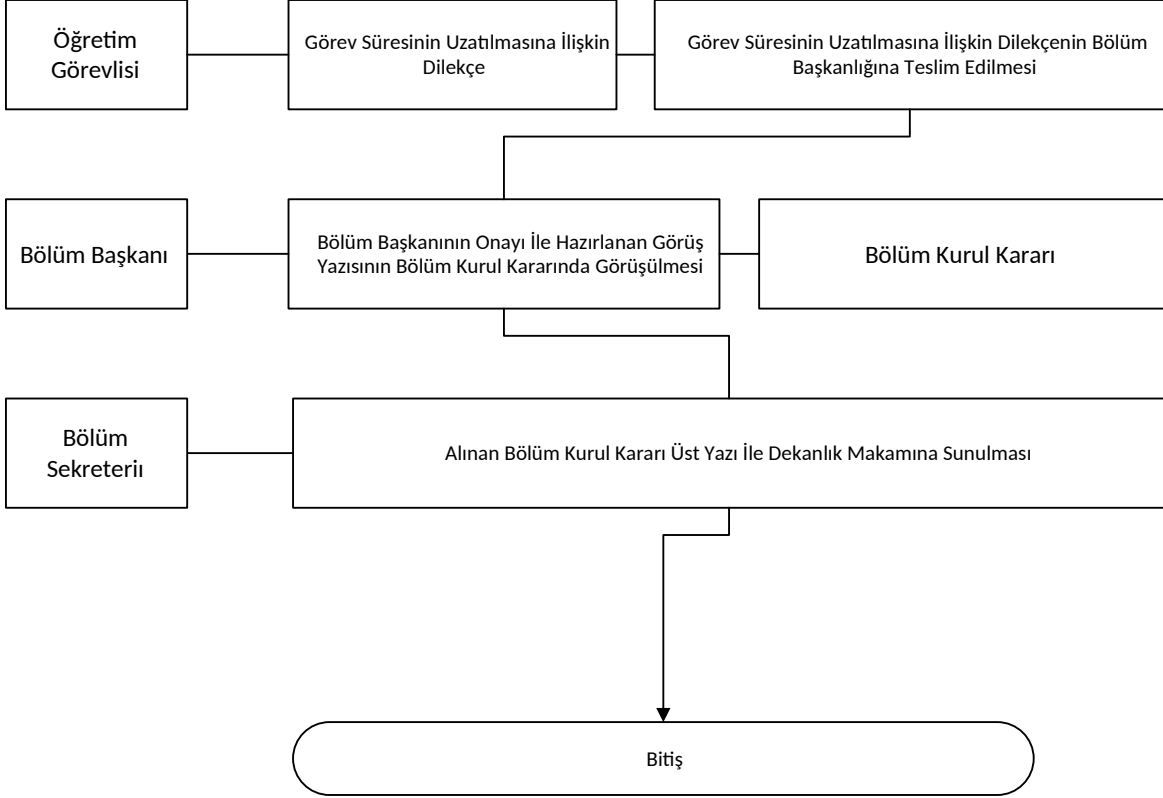 Öğretim
Görevlisi
Görev Süresinin Uzatılmasına İlişkin
Dilekçe
Görev Süresinin Uzatılmasına İlişkin Dilekçenin Bölüm
Başkanlığına Teslim Edilmesi
Bölüm Başkanı
Bölüm Başkanının Onayı İle Hazırlanan Görüş
Yazısının Bölüm Kurul Kararında Görüşülmesi
Bölüm Kurul Kararı
Bölüm
Sekreteriı
Alınan Bölüm Kurul Kararı Üst Yazı İle Dekanlık Makamına Sunulması
Bitiş